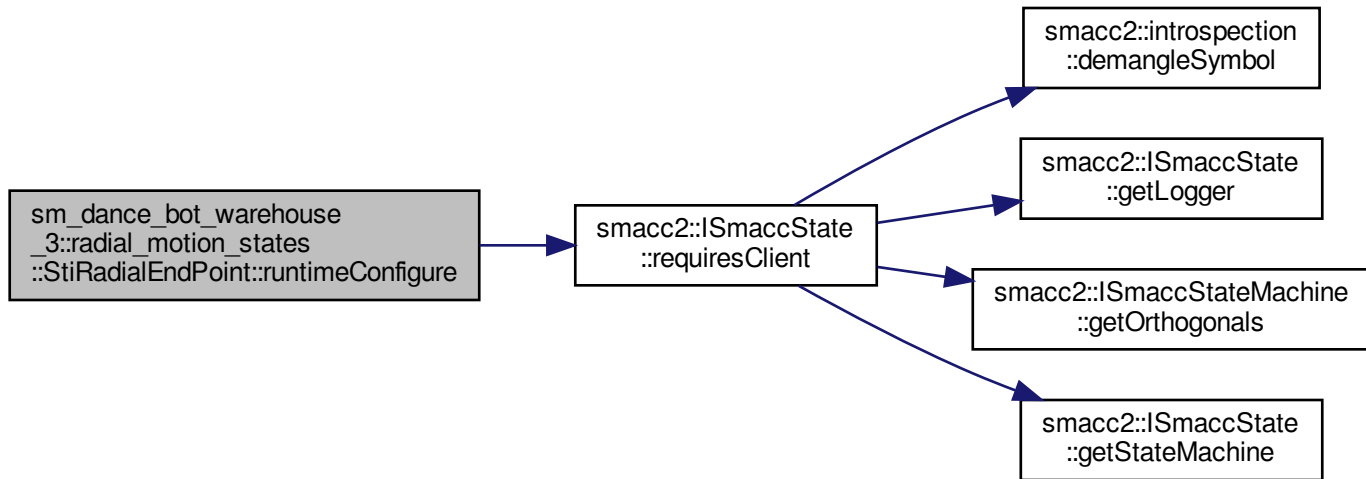 sm_dance_bot_warehouse
_3::radial_motion_states
::StiRadialEndPoint::runtimeConfigure
smacc2::ISmaccState
::requiresClient
smacc2::introspection
::demangleSymbol
smacc2::ISmaccState
::getLogger
smacc2::ISmaccStateMachine
::getOrthogonals
smacc2::ISmaccState
::getStateMachine